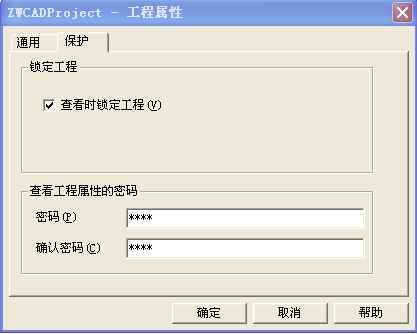 ZWCADProject - 工程属性
通用 保护
锁定工程
查看时锁定工程(V)
查看工程属性的密码
密码(P) ****
确认密码(C) ****
确定 取消 帮助